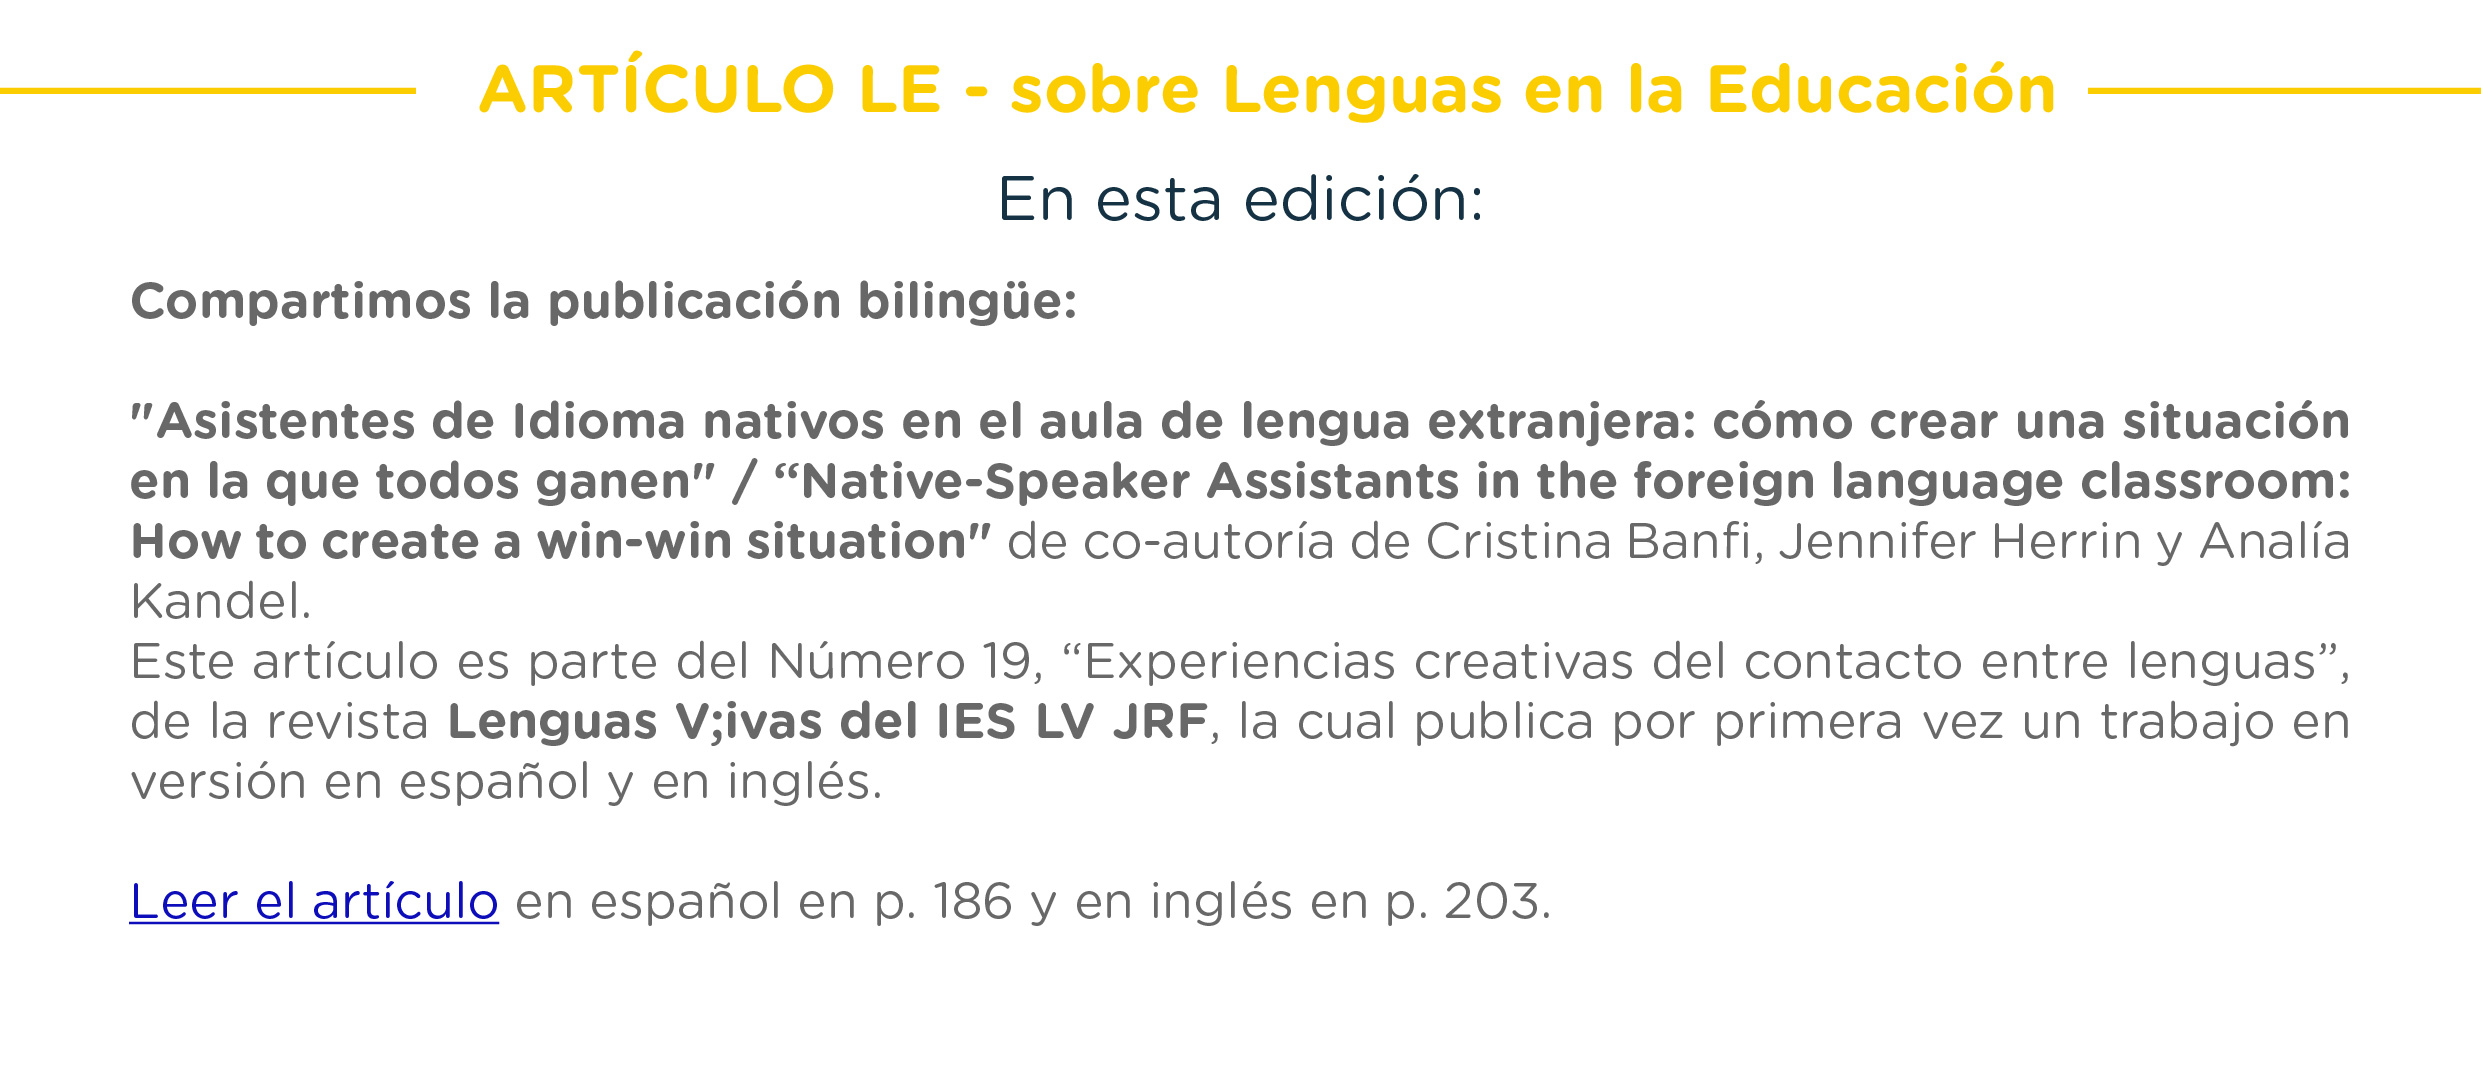 ARTÍCULO LE - sobre Lenguas en la Educación
En esta edición:
Compartimos la publicación bilingüe:
"Asistentes de Idioma nativos en el aula de lengua extranjera: cómo crear una situación
en la que todos ganen" / “Native-Speaker Assistants in the foreign language classroom:
How to create a win-win situation" de co-autoría de Cristina Banfi, Jennifer Herrin y Analía
Kandel.
Este artículo es parte del Número 19, “Experiencias creativas del contacto entre lenguas”,
de la revista Lenguas V;ivas del IES LV JRF, la cual publica por primera vez un trabajo en
versión en español y en inglés.
Leer el artículo en español en p. 186 y en inglés en p. 203.